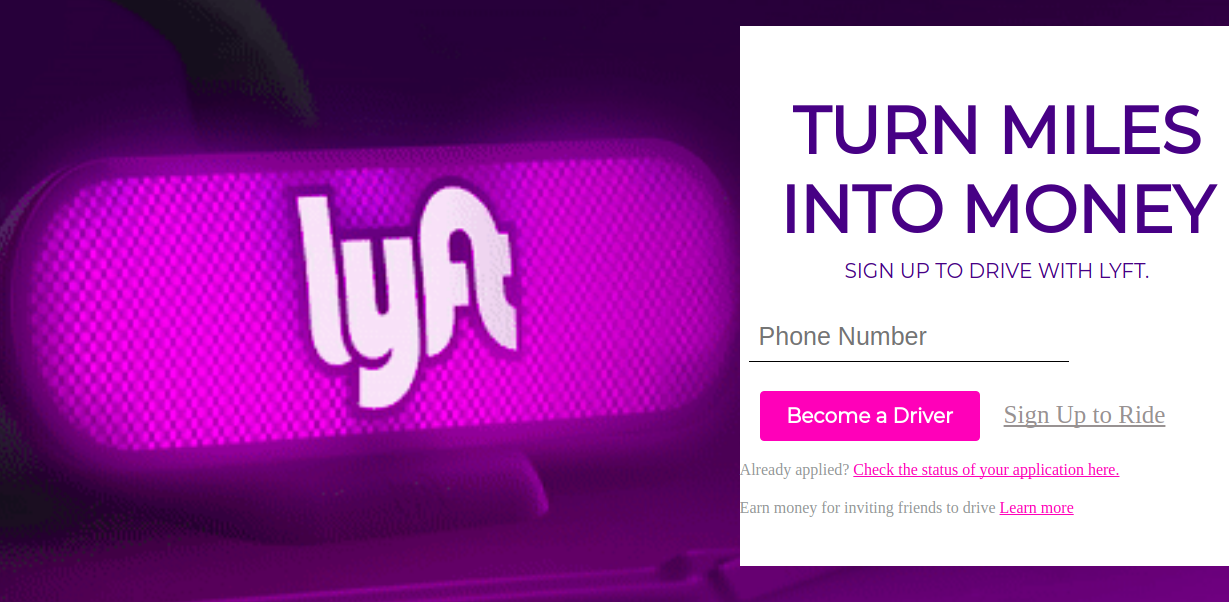 lyft
TURN MILES
INTO MONEY
SIGN UP TO DRIVE WITH LYFT.
Phone Number
Become a Driver
Sign Up to Ride
Already applied? Check the status of your application here.
Earn money for inviting friends to drive Learn more